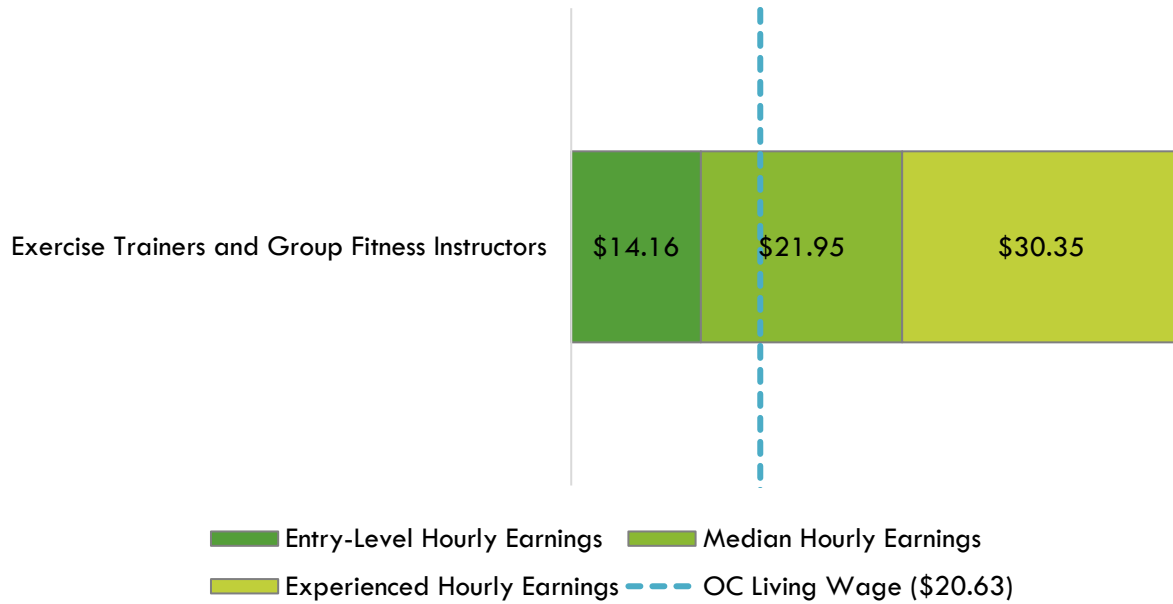 Exercise Trainers and Group Fitness Instructors $14.16 $21.95 $30.35
Entry-Level Hourly Earnings Median Hourly Earnings
Experienced Hourly Earnings OC Living Wage ($20.63)